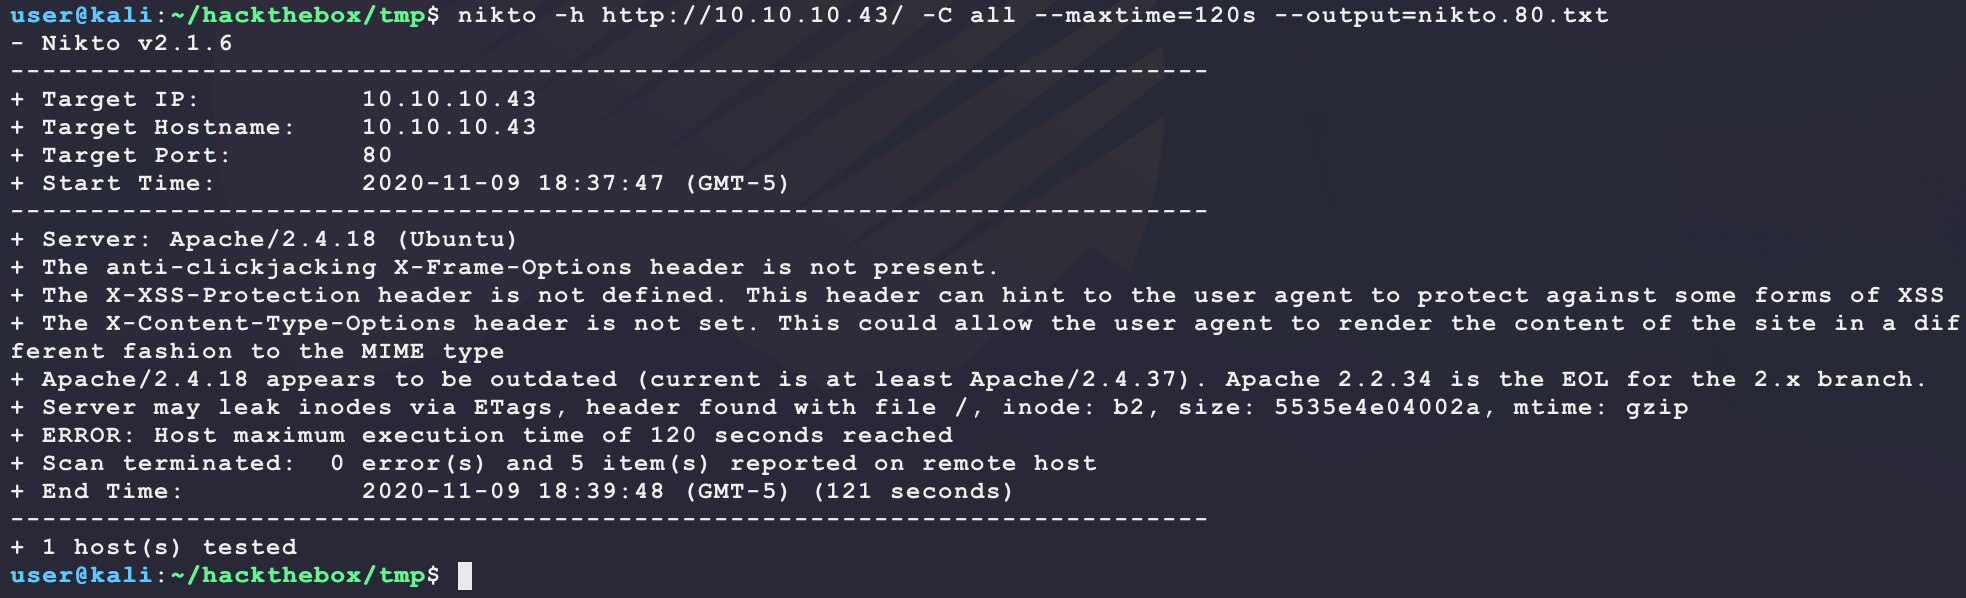 user@kali:~/hackthebox/tmp$ nikto -h http://10.10.10.43/ -C all --maxtime=120s --output=nikto.80.txt
- Nikto v2.1.6
---------------------------------------------------------------------------
+ Target IP:          10.10.10.43
+ Target Hostname:    10.10.10.43
+ Target Port:        80
+ Start Time:         2020-11-09 18:37:47 (GMT-5)
---------------------------------------------------------------------------
+ Server: Apache/2.4.18 (Ubuntu)
+ The anti-clickjacking X-Frame-Options header is not present.
+ The X-XSS-Protection header is not defined. This header can hint to the user agent to protect against some forms of XSS
+ The X-Content-Type-Options header is not set. This could allow the user agent to render the content of the site in a dif
ferent fashion to the MIME type
+ Apache/2.4.18 appears to be outdated (current is at least Apache/2.4.37). Apache 2.2.34 is the EOL for the 2.x branch.
+ Server may leak inodes via ETags, header found with file /, inode: b2, size: 5535e4e04002a, mtime: gzip
+ ERROR: Host maximum execution time of 120 seconds reached
+ Scan terminated:  0 error(s) and 5 item(s) reported on remote host
+ End Time:           2020-11-09 18:39:48 (GMT-5) (121 seconds)
---------------------------------------------------------------------------
+ 1 host(s) tested
user@kali:~/hackthebox/tmp$